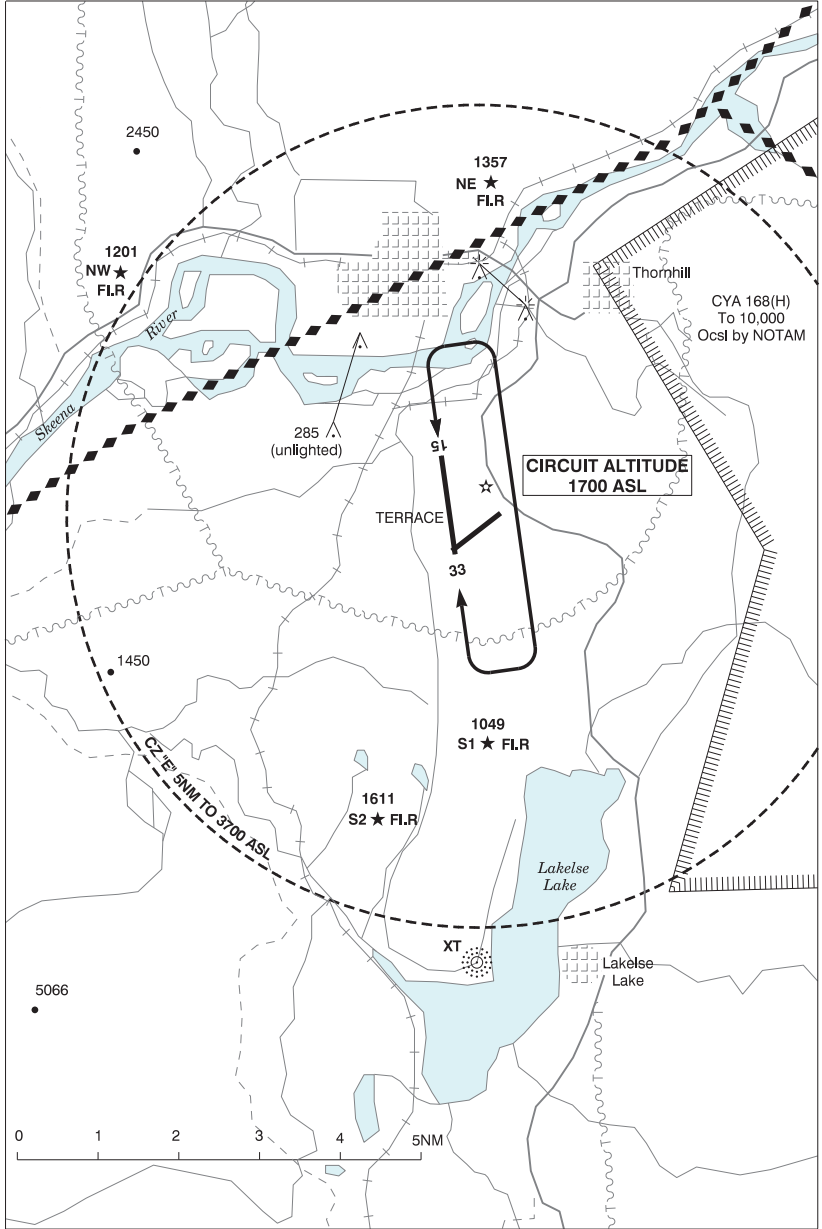 2450
1357
NE
Fl.R
1201
NW
Fl.R
Thornhill
CYA 168(H)
To 10,000
Ocsl by NOTAM
River
Skeena
285
(unlighted)
15
CIRCUIT ALTITUDE
1700 ASL
TERRACE
33
1450
1049
S1 Fl.R
CZ "E" 5NM TO 3700 ASL
1611
S2 Fl.R
Lakelse
Lake
XT
Lakelse
Lake
5066
0 1 2 3 4 5NM